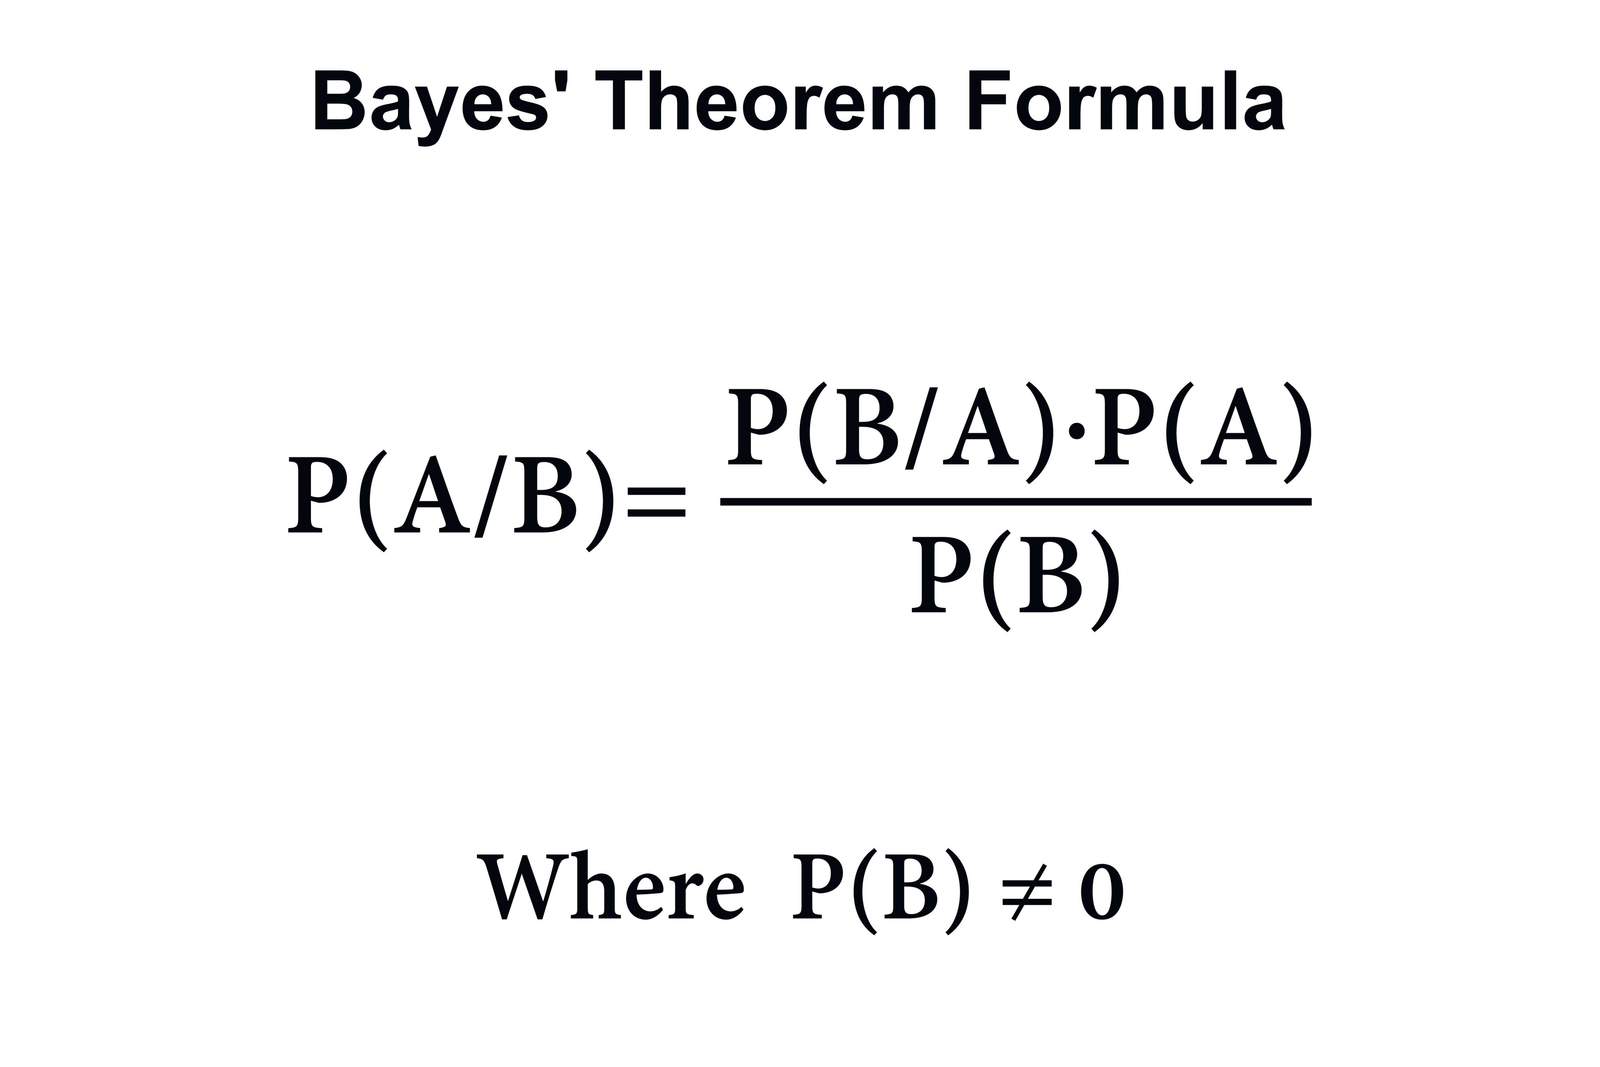 Bayes' Theorem Formula
P(A/B)= P(B/A)·P(A)
P(B)
Where P(B) ≠ 0